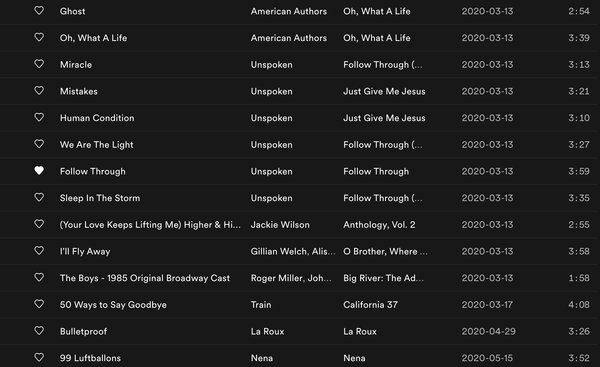 Ghost American Authors Oh, What A Life 2020-03-13 2:54
Oh, What A Life American Authors Oh, What A Life 2020-03-13 3:39
Miracle Unspoken Follow Through (... 2020-03-13 3:13
Mistakes Unspoken Just Give Me Jesus 2020-03-13 3:21
Human Condition Unspoken Just Give Me Jesus 2020-03-13 3:10
We Are The Light Unspoken Follow Through (... 2020-03-13 3:27
Follow Through Unspoken Follow Through 2020-03-13 3:59
Sleep In The Storm Unspoken Follow Through (... 2020-03-13 3:35
(Your Love Keeps Lifting Me) Higher & Hi... Jackie Wilson Anthology, Vol. 2 2020-03-13 2:55
I'll Fly Away Gillian Welch, Alis... O Brother, Where ... 2020-03-13 3:58
The Boys - 1985 Original Broadway Cast Roger Miller, Joh... Big River: The Ad... 2020-03-13 1:58
50 Ways to Say Goodbye Train California 37 2020-03-17 4:08
Bulletproof La Roux La Roux 2020-04-29 3:26
99 Luftballons Nena Nena 2020-05-15 3:52